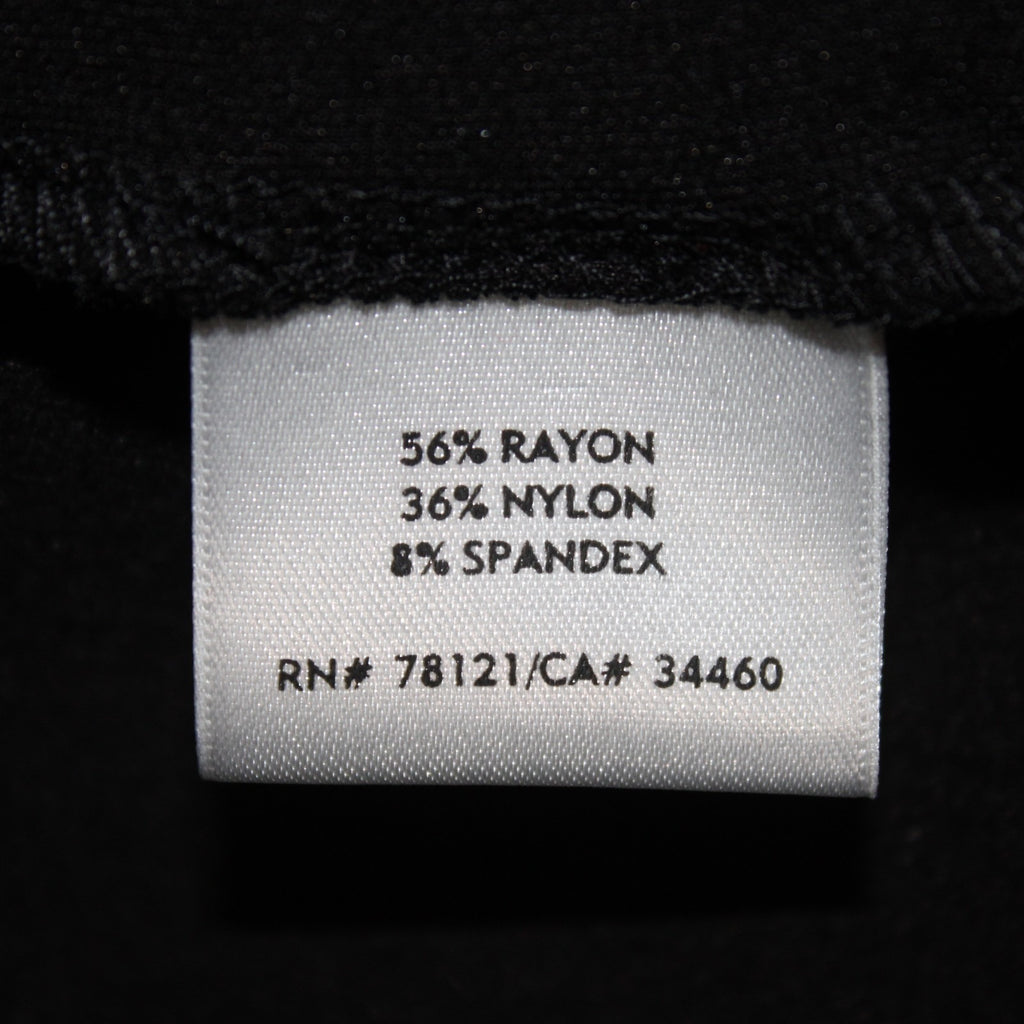 56% RAYON
36% NYLON
8% SPANDEX
RN# 78121/CA# 34460